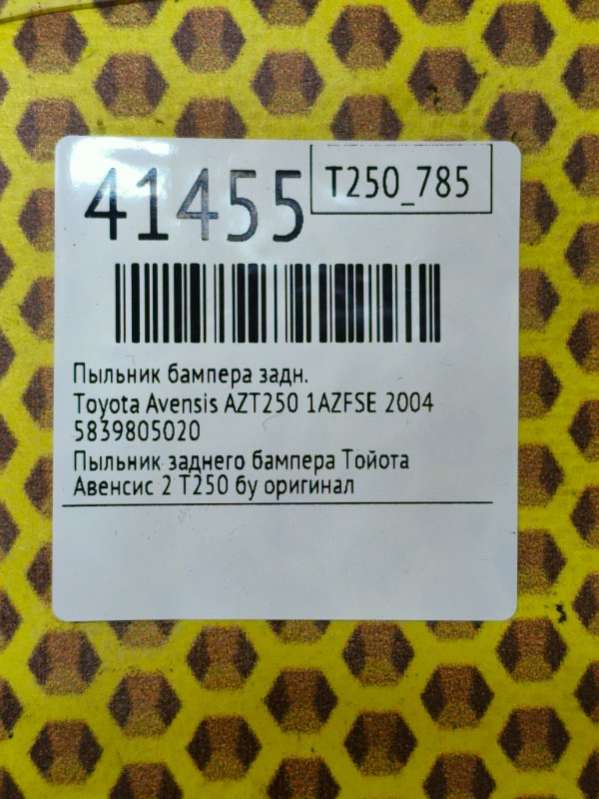 41455
T250_785
Пыльник бампера задн.
Toyota Avensis AZT250 1AZFSE 2004
5839805020
Пыльник заднего бампера Тойота
Авенсис 2 Т250 бу оригинал